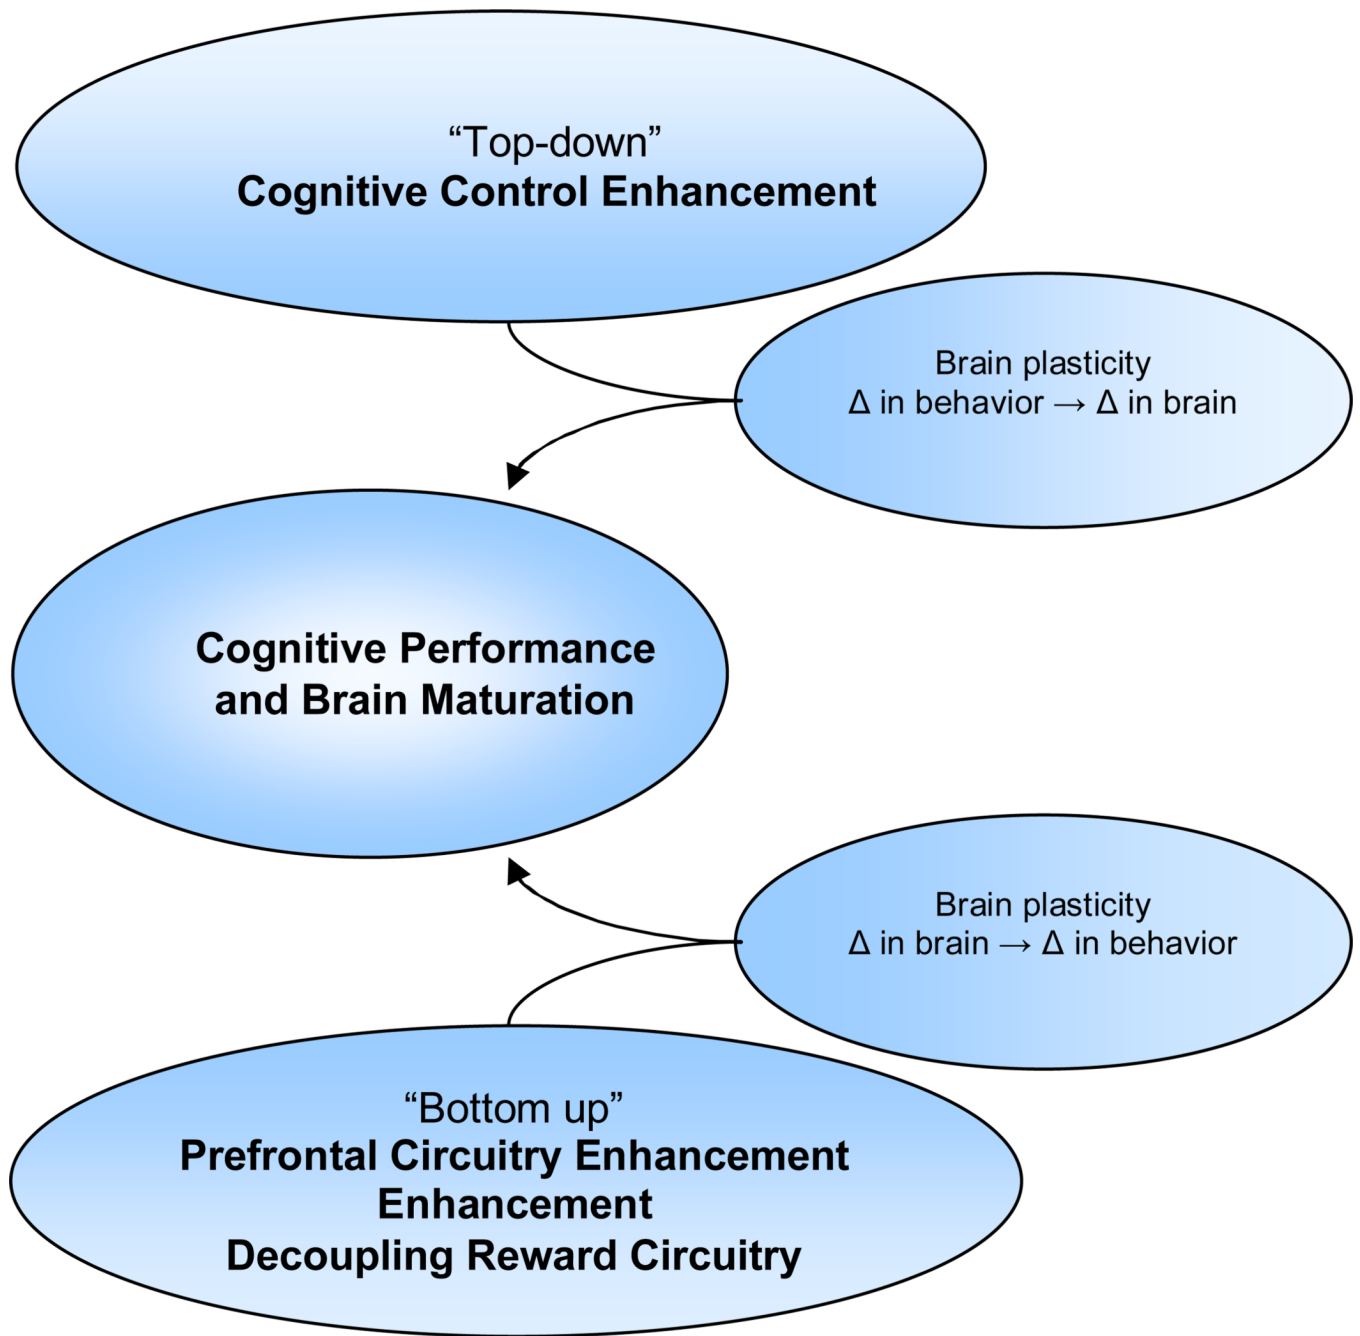 “Top-down”
Cognitive Control Enhancement
Brain plasticity
Δ in behavior → Δ in brain
Cognitive Performance
and Brain Maturation
Brain plasticity
Δ in brain → Δ in behavior
“Bottom up”
Prefrontal Circuitry Enhancement
Enhancement
Decoupling Reward Circuitry